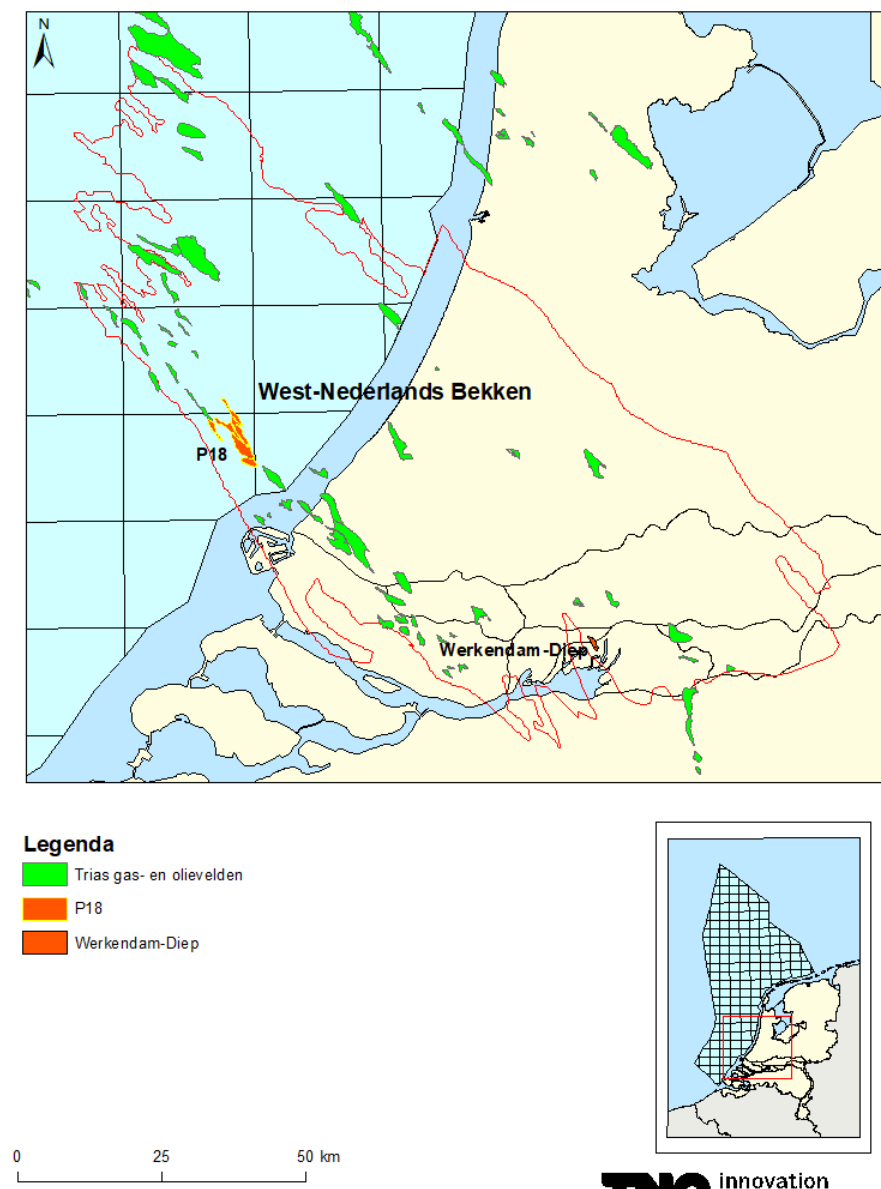 N
West-Nederlands Bekken
P18
Werkendam-Diep
Legenda
Trias gas- en olievelden
P18
Werkendam-Diep
0 25 50 km
TNO innovation